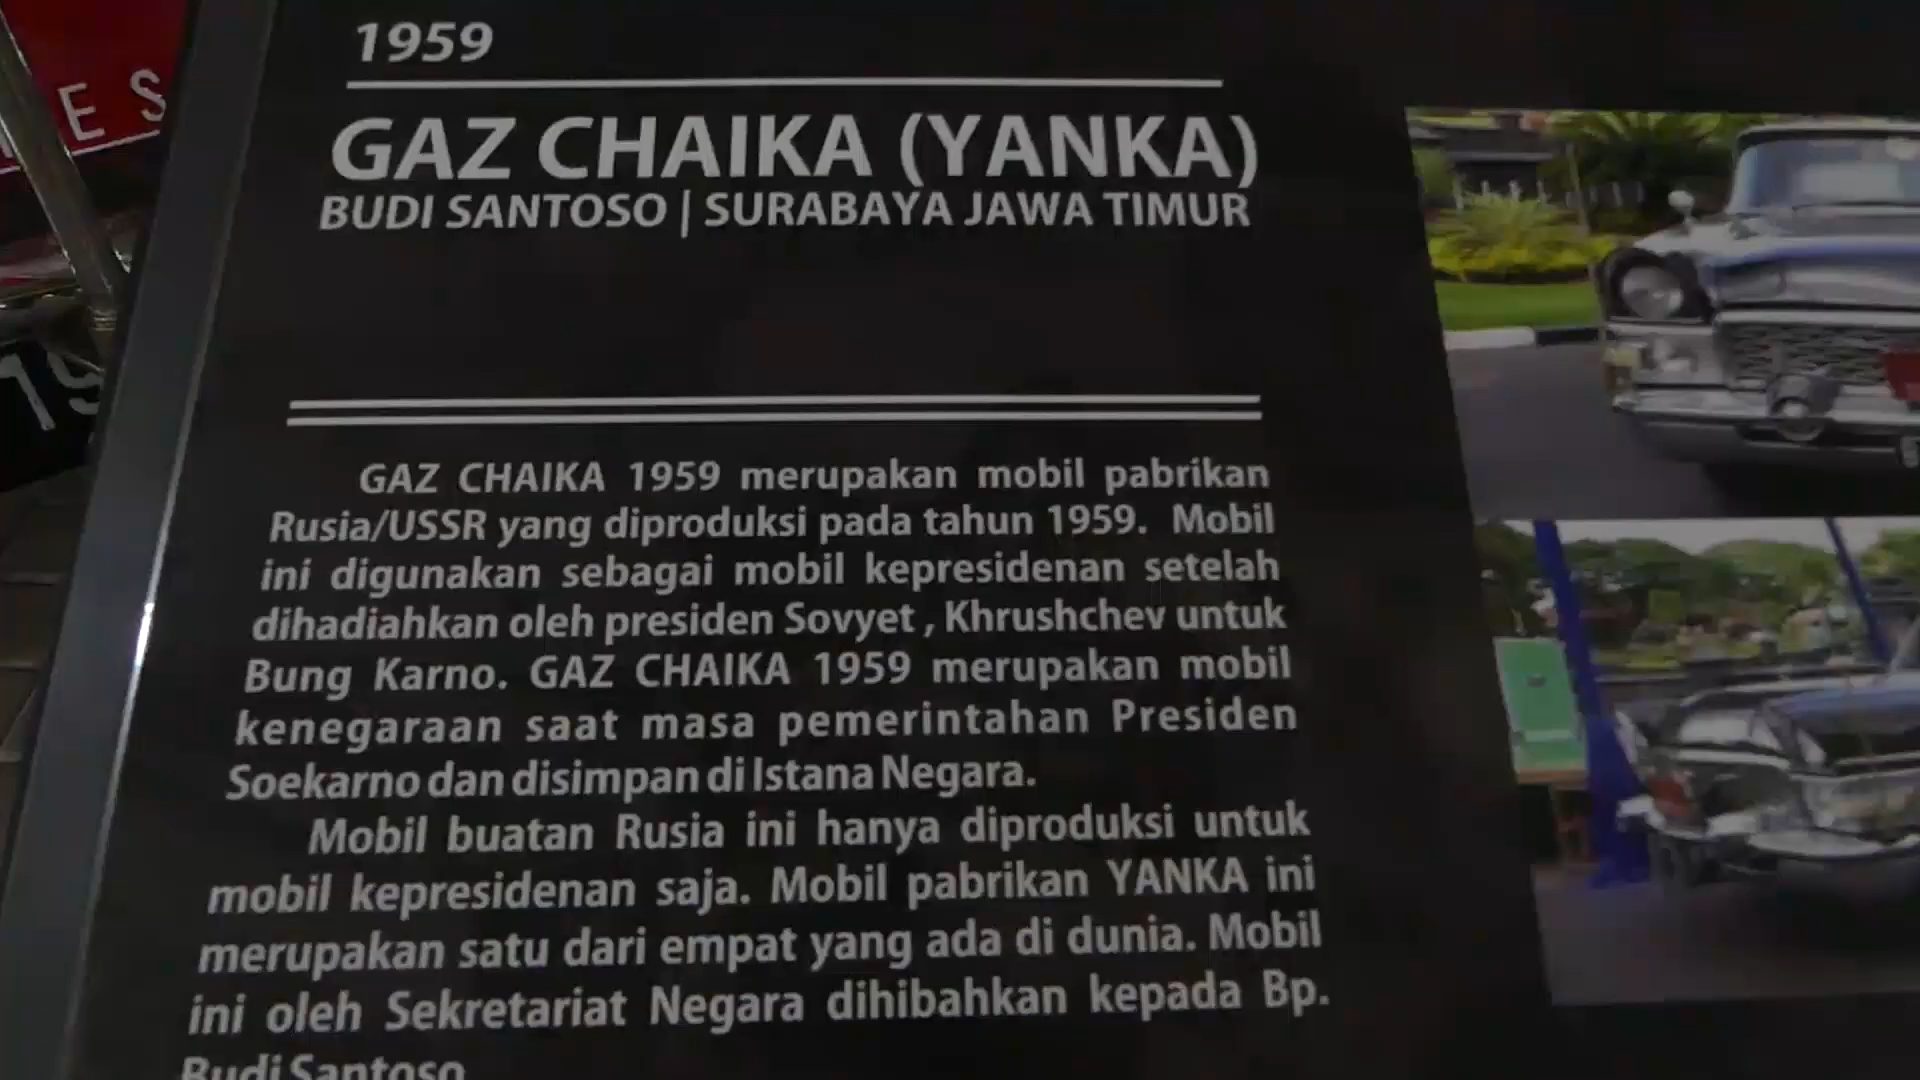 ES
19
1959
GAZ CHAIKA (YANKA)
BUDI SANTOSO | SURABAYA JAWA TIMUR
GAZ CHAIKA 1959 merupakan mobil pabrikan
Rusia/USSR yang diproduksi pada tahun 1959. Mobil
ini digunakan sebagai mobil kepresidenan setelah
dihadiahkan oleh presiden Sovyet , Khrushchev untuk
Bung Karno. GAZ CHAIKA 1959 merupakan mobil
kenegaraan saat masa pemerintahan Presiden
Soekarno dan disimpan di Istana Negara.
Mobil buatan Rusia ini hanya diproduksi untuk
mobil kepresidenan saja. Mobil pabrikan YANKA ini
merupakan satu dari empat yang ada di dunia. Mobil
ini oleh Sekretariat Negara dihibahkan kepada Bp.
Budi Santoso